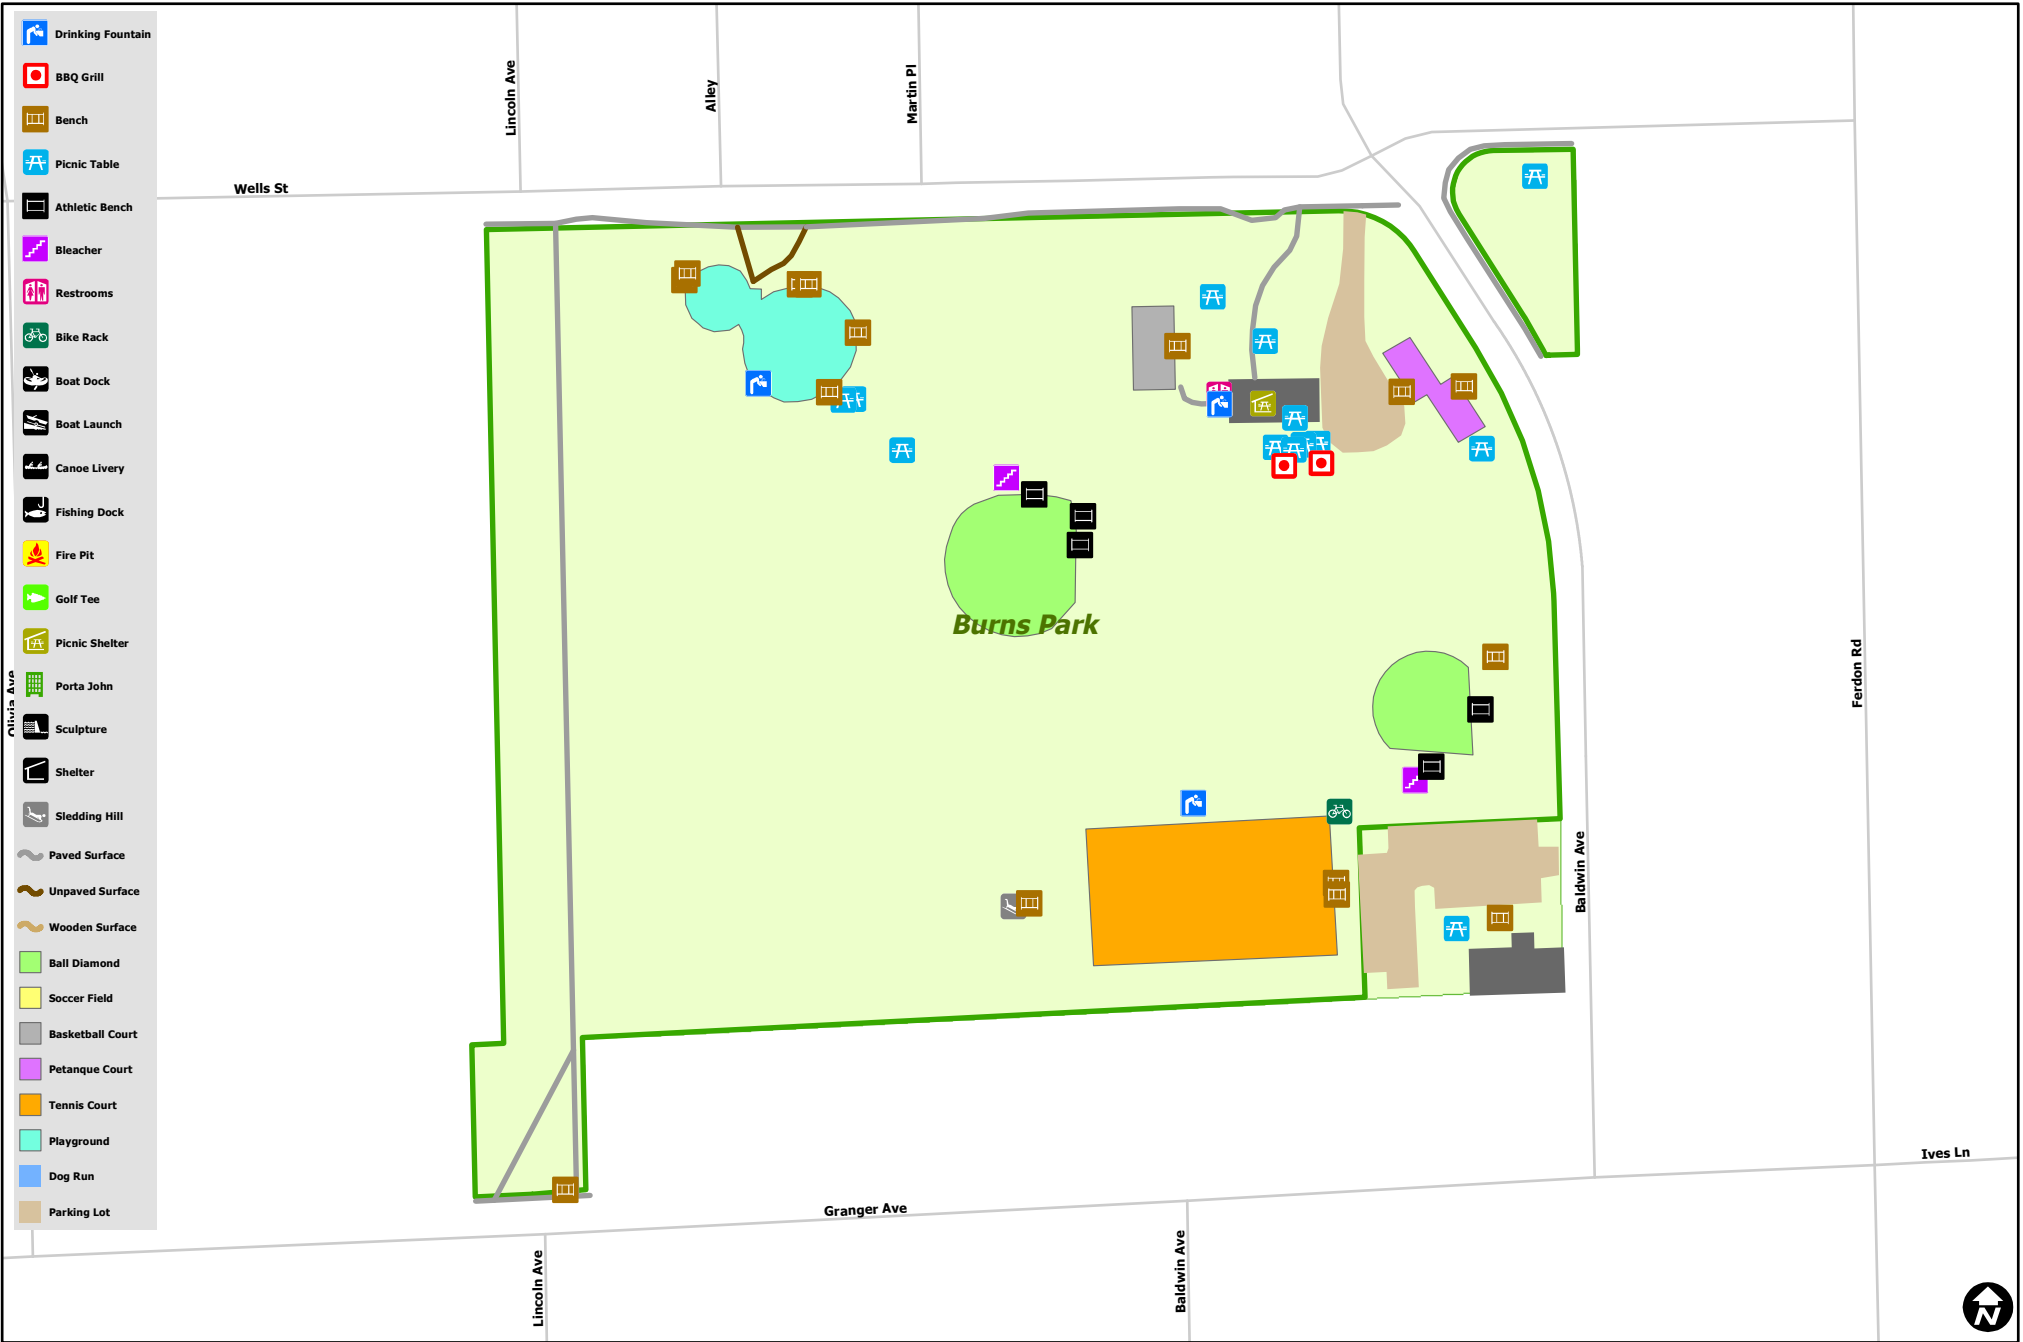 Drinking Fountain
BBQ Grill
Bench
Picnic Table
Athletic Bench
Bleacher
Restrooms
Bike Rack
Boat Dock
Boat Launch
Canoe Livery
Fishing Dock
Fire Pit
Golf Tee
Picnic Shelter
Porta John
Sculpture
Shelter
Sledding Hill
Paved Surface
Unpaved Surface
Wooden Surface
Ball Diamond
Soccer Field
Basketball Court
Petanque Court
Tennis Court
Playground
Dog Run
Parking Lot
Olivia Ave
Lincoln Ave
Alley
Martin Pl
Wells St
Burns Park
Ferdon Rd
Baldwin Ave
Ives Ln
Granger Ave
Lincoln Ave
Baldwin Ave
N